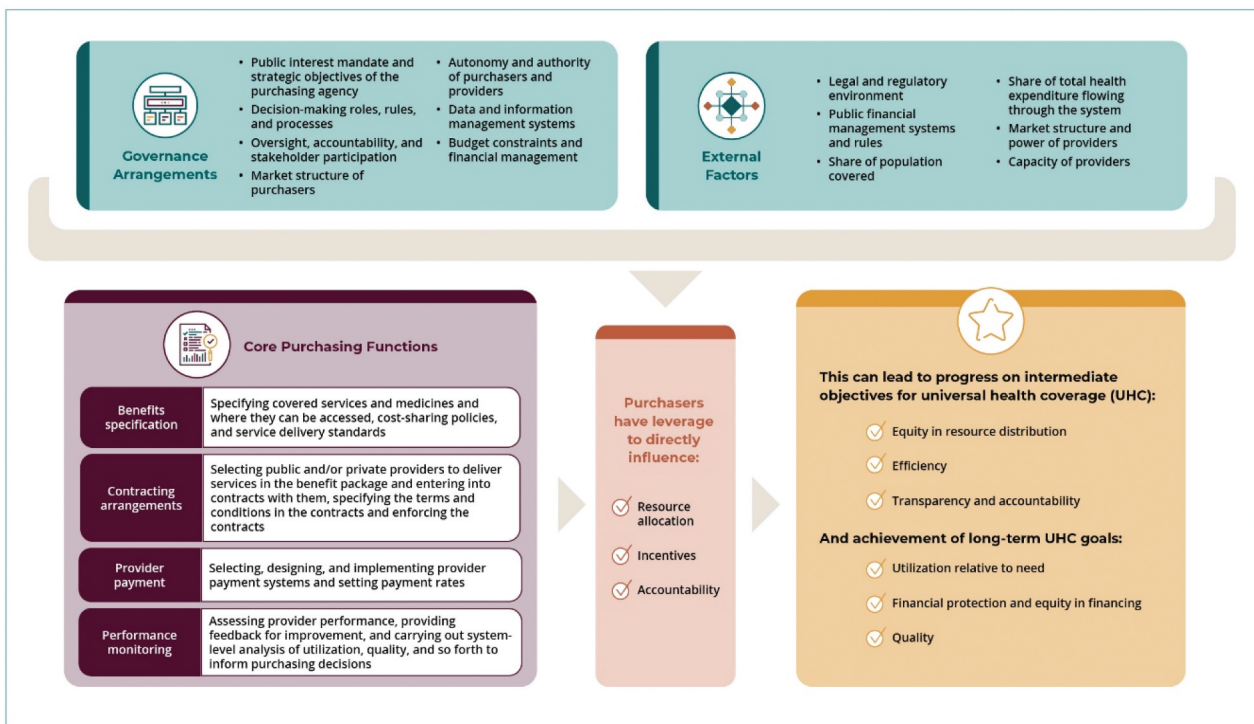 Governance
Arrangements
• Public interest mandate and
strategic objectives of the
purchasing agency
• Decision-making roles, rules,
and processes
• Oversight, accountability, and
stakeholder participation
• Market structure of
purchasers
• Autonomy and authority
of purchasers and
providers
• Data and information
management systems
• Budget constraints and
financial management
External
Factors
• Legal and regulatory
environment
• Public financial
management systems
and rules
• Share of population
covered
• Share of total health
expenditure flowing
through the system
• Market structure and
power of providers
• Capacity of providers
Core Purchasing Functions
Benefits
specification
Specifying covered services and medicines and
where they can be accessed, cost-sharing policies,
and service delivery standards
Contracting
arrangements
Selecting public and/or private providers to deliver
services in the benefit package and entering into
contracts with them, specifying the terms and
conditions in the contracts and enforcing the
contracts
Provider
payment
Selecting, designing, and implementing provider
payment systems and setting payment rates
Performance
monitoring
Assessing provider performance, providing
feedback for improvement, and carrying out system-
level analysis of utilization, quality, and so forth to
inform purchasing decisions
Purchasers
have leverage
to directly
influence:
Resource
allocation
Incentives
Accountability
This can lead to progress on intermediate
objectives for universal health coverage (UHC):
Equity in resource distribution
Efficiency
Transparency and accountability
And achievement of long-term UHC goals:
Utilization relative to need
Financial protection and equity in financing
Quality